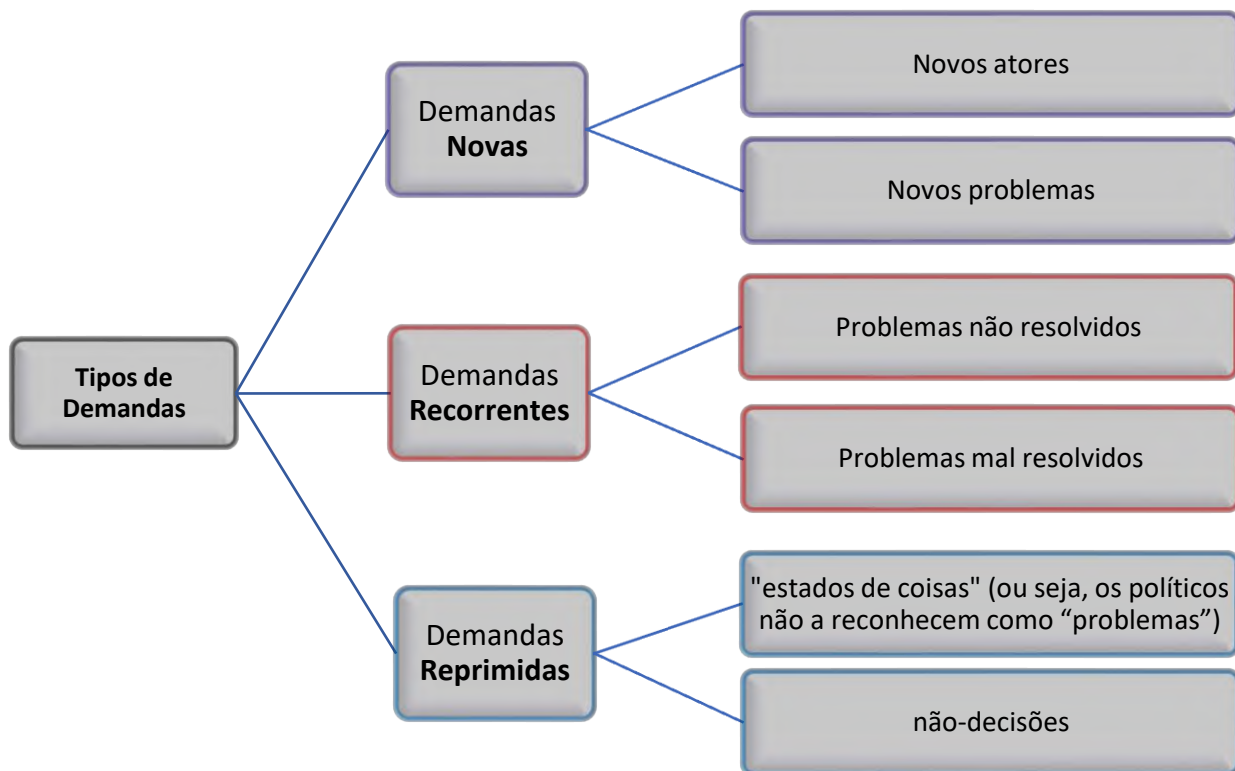 Tipos de
Demandas
Demandas
Novas
Novos atores
Novos problemas
Demandas
Recorrentes
Problemas não resolvidos
Problemas mal resolvidos
Demandas
Reprimidas
"estados de coisas" (ou seja, os políticos
não a reconhecem como “problemas”)
não-decisões